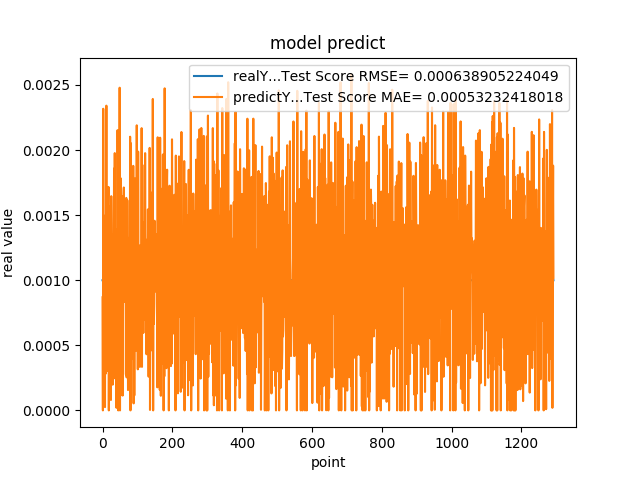 model predict
realY...Test Score RMSE= 0.000638905224049
predictY...Test Score MAE= 0.00053232418018
0.0025
0.0020
0.0015
0.0010
0.0005
0.0000
real value
0 200 400 600 800 1000 1200
point